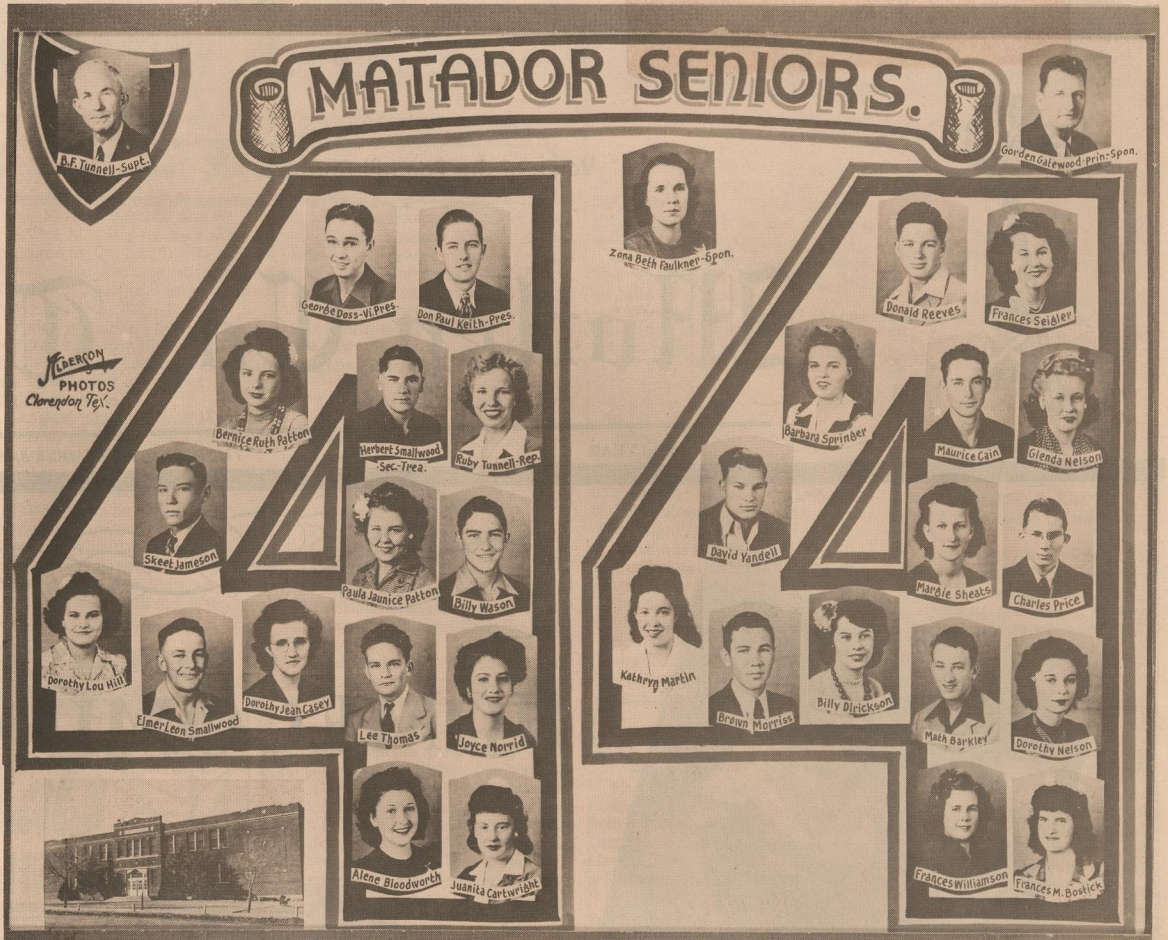 MATADOR SENIORS.
B.F. Tunnell-Supt.
Gorden Gatewood-prin-Spon.
Zona Beth Faulkner-Spon.
44
George Doss-Vi.Pres.
Don Paul Keith-Pres.
Donald Reeves
Frances Seigler
Alderson
PHOTOS
Clarendon Tex.
Bernice Ruth Patton
Herbert Smallwood
-Sec.-Trea.
Ruby Tunnell-Rep.
Barbara Springer
Maurice Cain
Glenda Nelson
Skeet Jameson
Paula Jaunice Patton
Billy Wason
David Yandell
Margie Sheats
Charles Price
Dorothy Lou Hill
Elmer Leon Smallwood
Dorothy Jean Casey
Lee Thomas
Joyce Norrid
Kathryn Martin
Brown Morriss
Billy Dirickson
Math Barkley
Dorothy Nelson
Alene Bloodworth
Juanita Cartwright
Frances Williamson
Frances M. Bostick